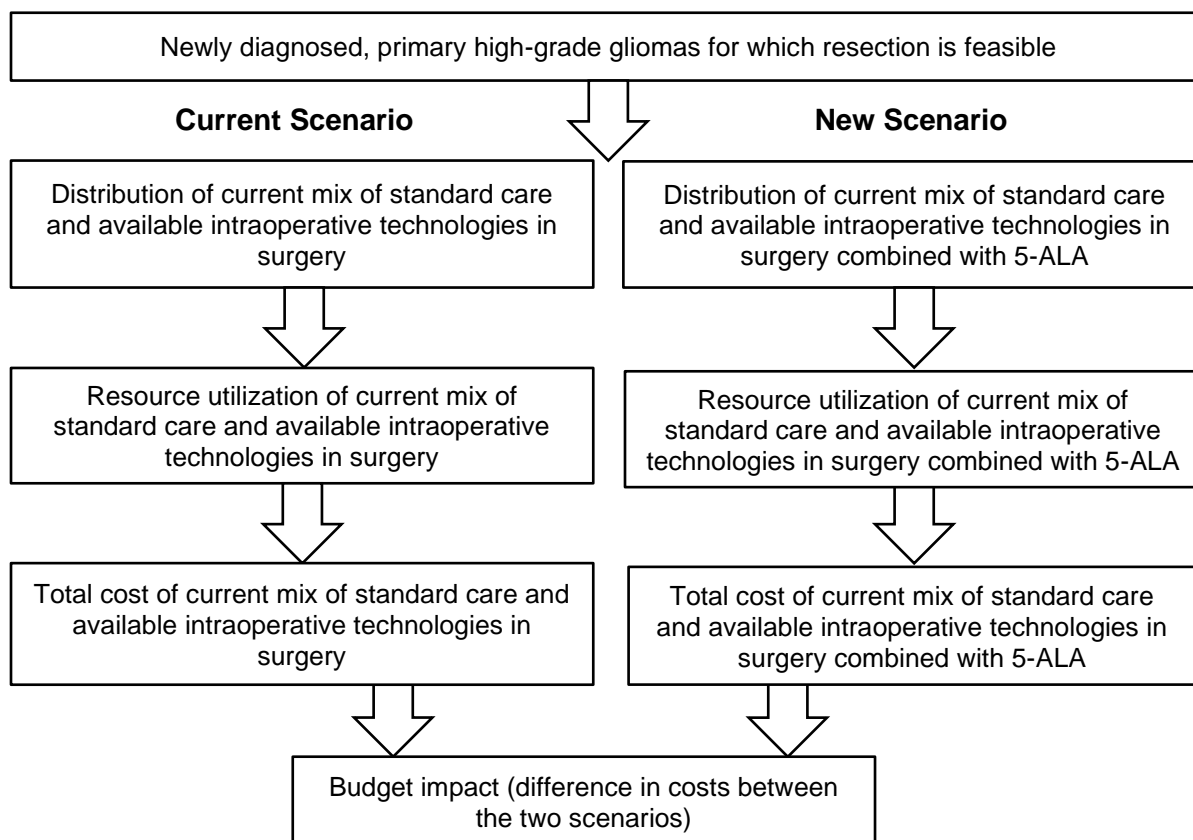 Newly diagnosed, primary high-grade gliomas for which resection is feasible
Current Scenario
New Scenario
Distribution of current mix of standard care
and available intraoperative technologies in
surgery
Distribution of current mix of standard care
and available intraoperative technologies in
surgery combined with 5-ALA
Resource utilization of current mix of
standard care and available intraoperative
technologies in surgery
Resource utilization of current mix of
standard care and available intraoperative
technologies in surgery combined with 5-ALA
Total cost of current mix of standard care and
available intraoperative technologies in
surgery
Total cost of current mix of standard care
and available intraoperative technologies in
surgery combined with 5-ALA
Budget impact (difference in costs between
the two scenarios)